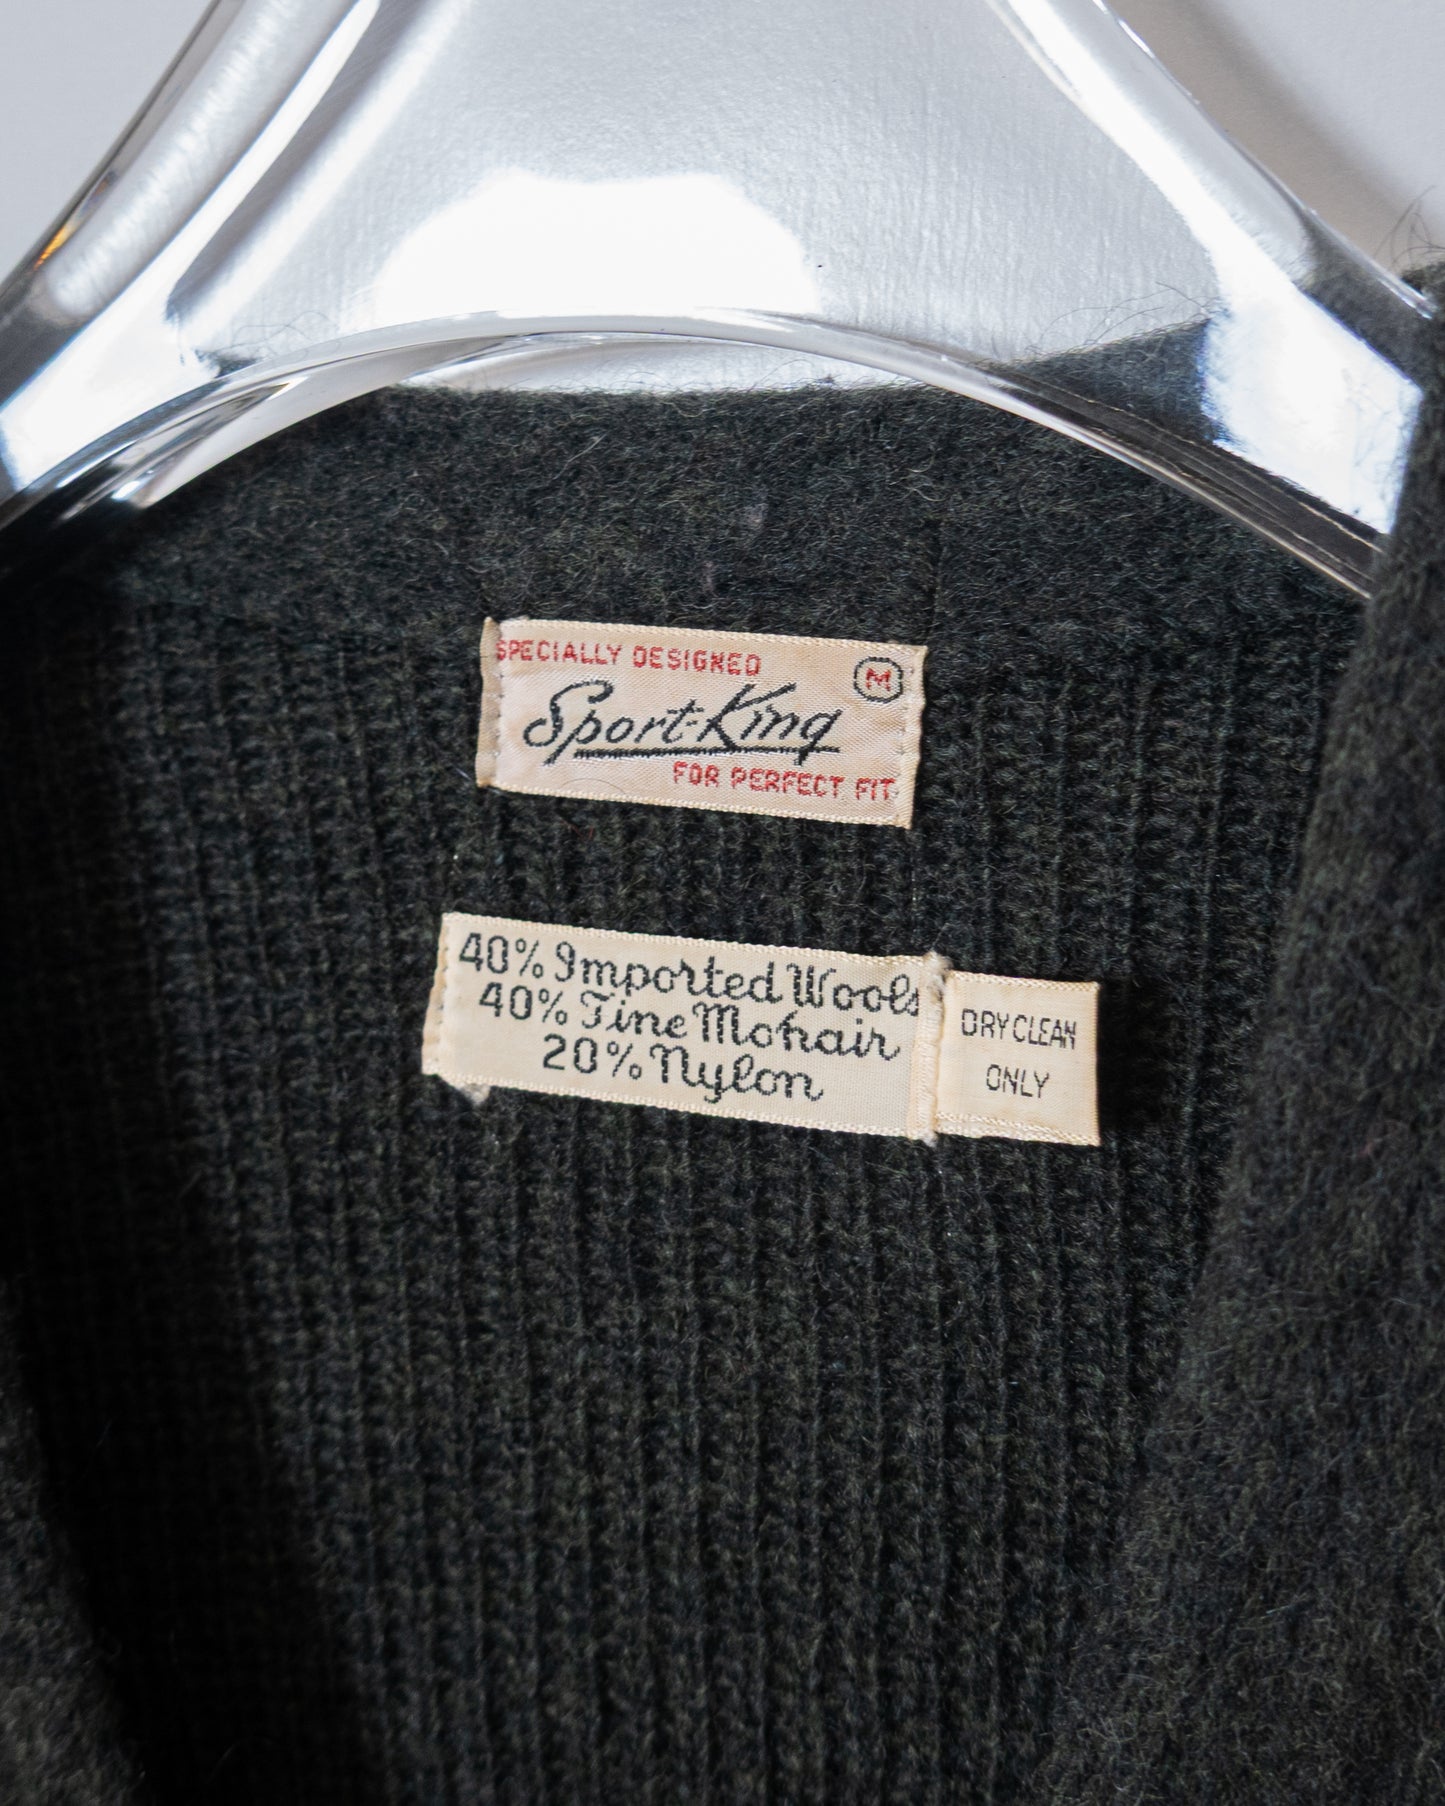 SPECIALLY DESIGNED
M
Sport-King
FOR PERFECT FIT
40% Imported Wools
40% Fine Mohair
20% Nylon
DRY CLEAN
ONLY